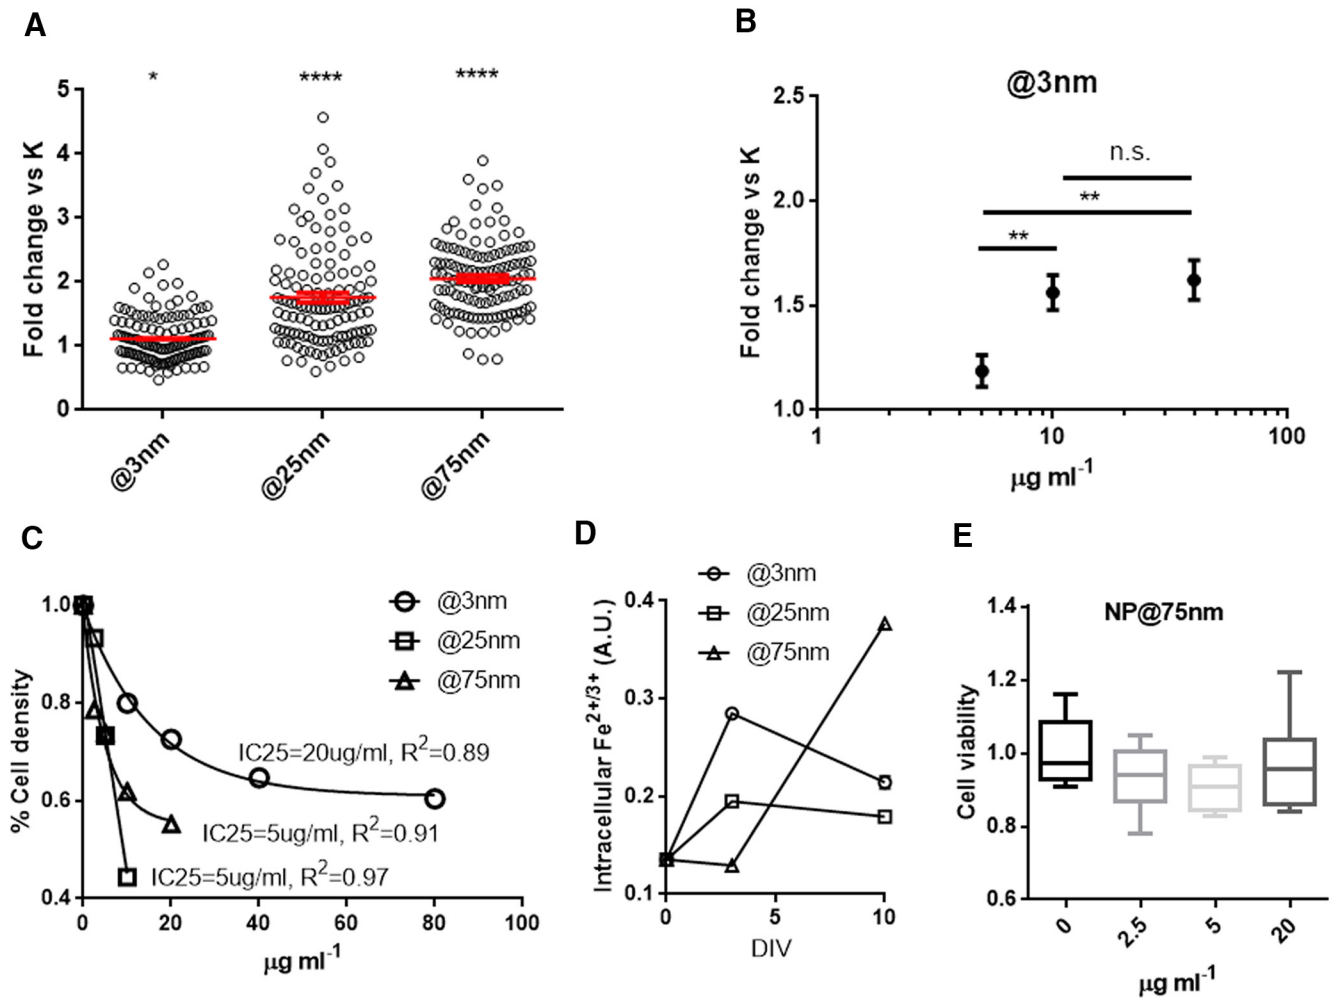 A
* **** ****
Fold change vs K
5
4
3
2
1
0
@3nm @25nm @75nm
B
@3nm
Fold change vs K
2.5
2.0
1.5
1.0
n.s.
**
**
1 10 100
µg ml-1
C
% Cell density
1.0
0.8
0.6
0.4
@3nm
@25nm
@75nm
IC25=20ug/ml, R2=0.89
IC25=5ug/ml, R2=0.91
IC25=5ug/ml, R2=0.97
0 20 40 60 80 100
µg ml-1
D
@3nm
@25nm
@75nm
Intracellular Fe2+/3+ (A.U.)
0.4
0.3
0.2
0.1
0 5 10
DIV
E
NP@75nm
Cell viability
1.4
1.2
1.0
0.8
0.6
0 2.5 5 20
µg ml-1